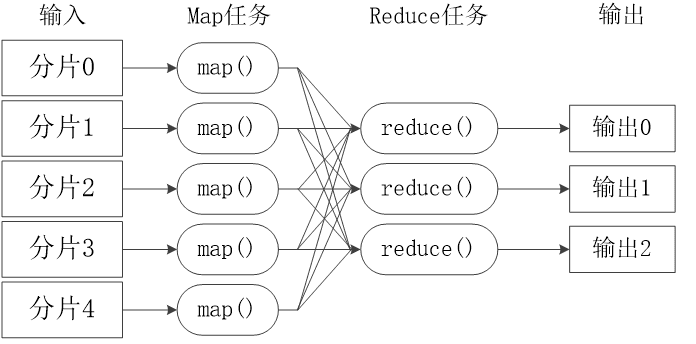 输入 Map任务 Reduce任务 输出
分片0 map()
分片1 map() reduce() 输出0
分片2 map() reduce() 输出1
分片3 map() reduce() 输出2
分片4 map()